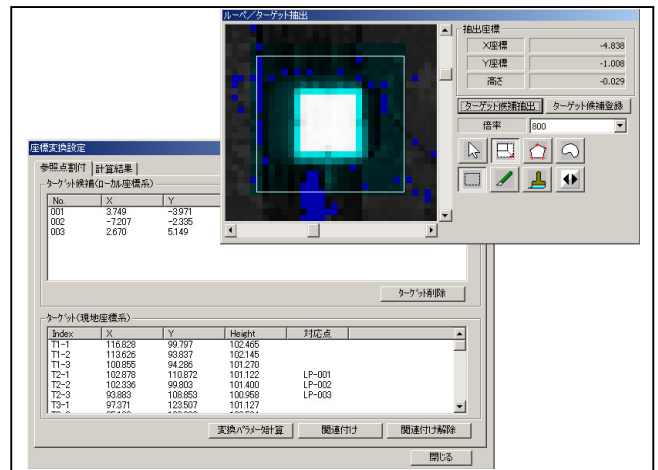 ルーペ／ターゲット抽出
抽出座標
X座標 -4.838
Y座標 -1.008
高さ -0.029
ターゲット候補抽出 ターゲット候補登録
倍率 800
座標変換設定
参照点割付 計算結果
ターゲット候補(ローカル座標系)
No. X Y
001 3.749 -3.971
002 -7.207 -2.335
003 2.670 5.149
ターゲット削除
ターゲット(現地座標系)
Index X Y Height 対応点
T1-1 116.828 99.797 102.465
T1-2 113.626 93.837 102.145
T1-3 100.855 94.286 101.270
T2-1 102.878 110.872 101.122 LP-001
T2-2 102.336 99.803 101.400 LP-002
T2-3 93.883 108.853 100.958 LP-003
T3-1 97.371 123.507 101.127
変換パラメータ計算 関連付け 関連付け解除
閉じる